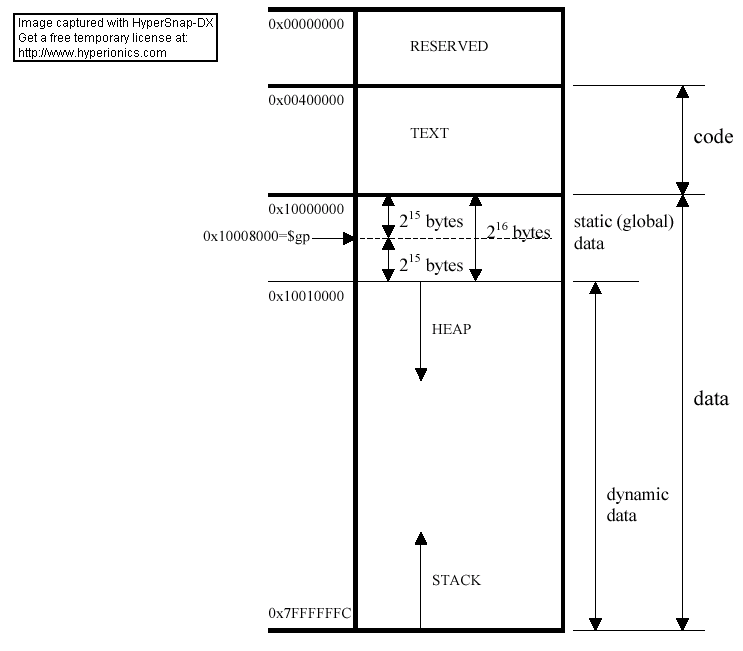 Image captured with HyperSnap-DX
Get a free temporary license at:
http://www.hyperionics.com
0x00000000
RESERVED
0x00400000
TEXT
code
0x10000000
2^15 bytes
2^16 bytes
static (global)
data
0x10008000=$gp
2^15 bytes
0x10010000
HEAP
data
dynamic
data
STACK
0x7FFFFFFC